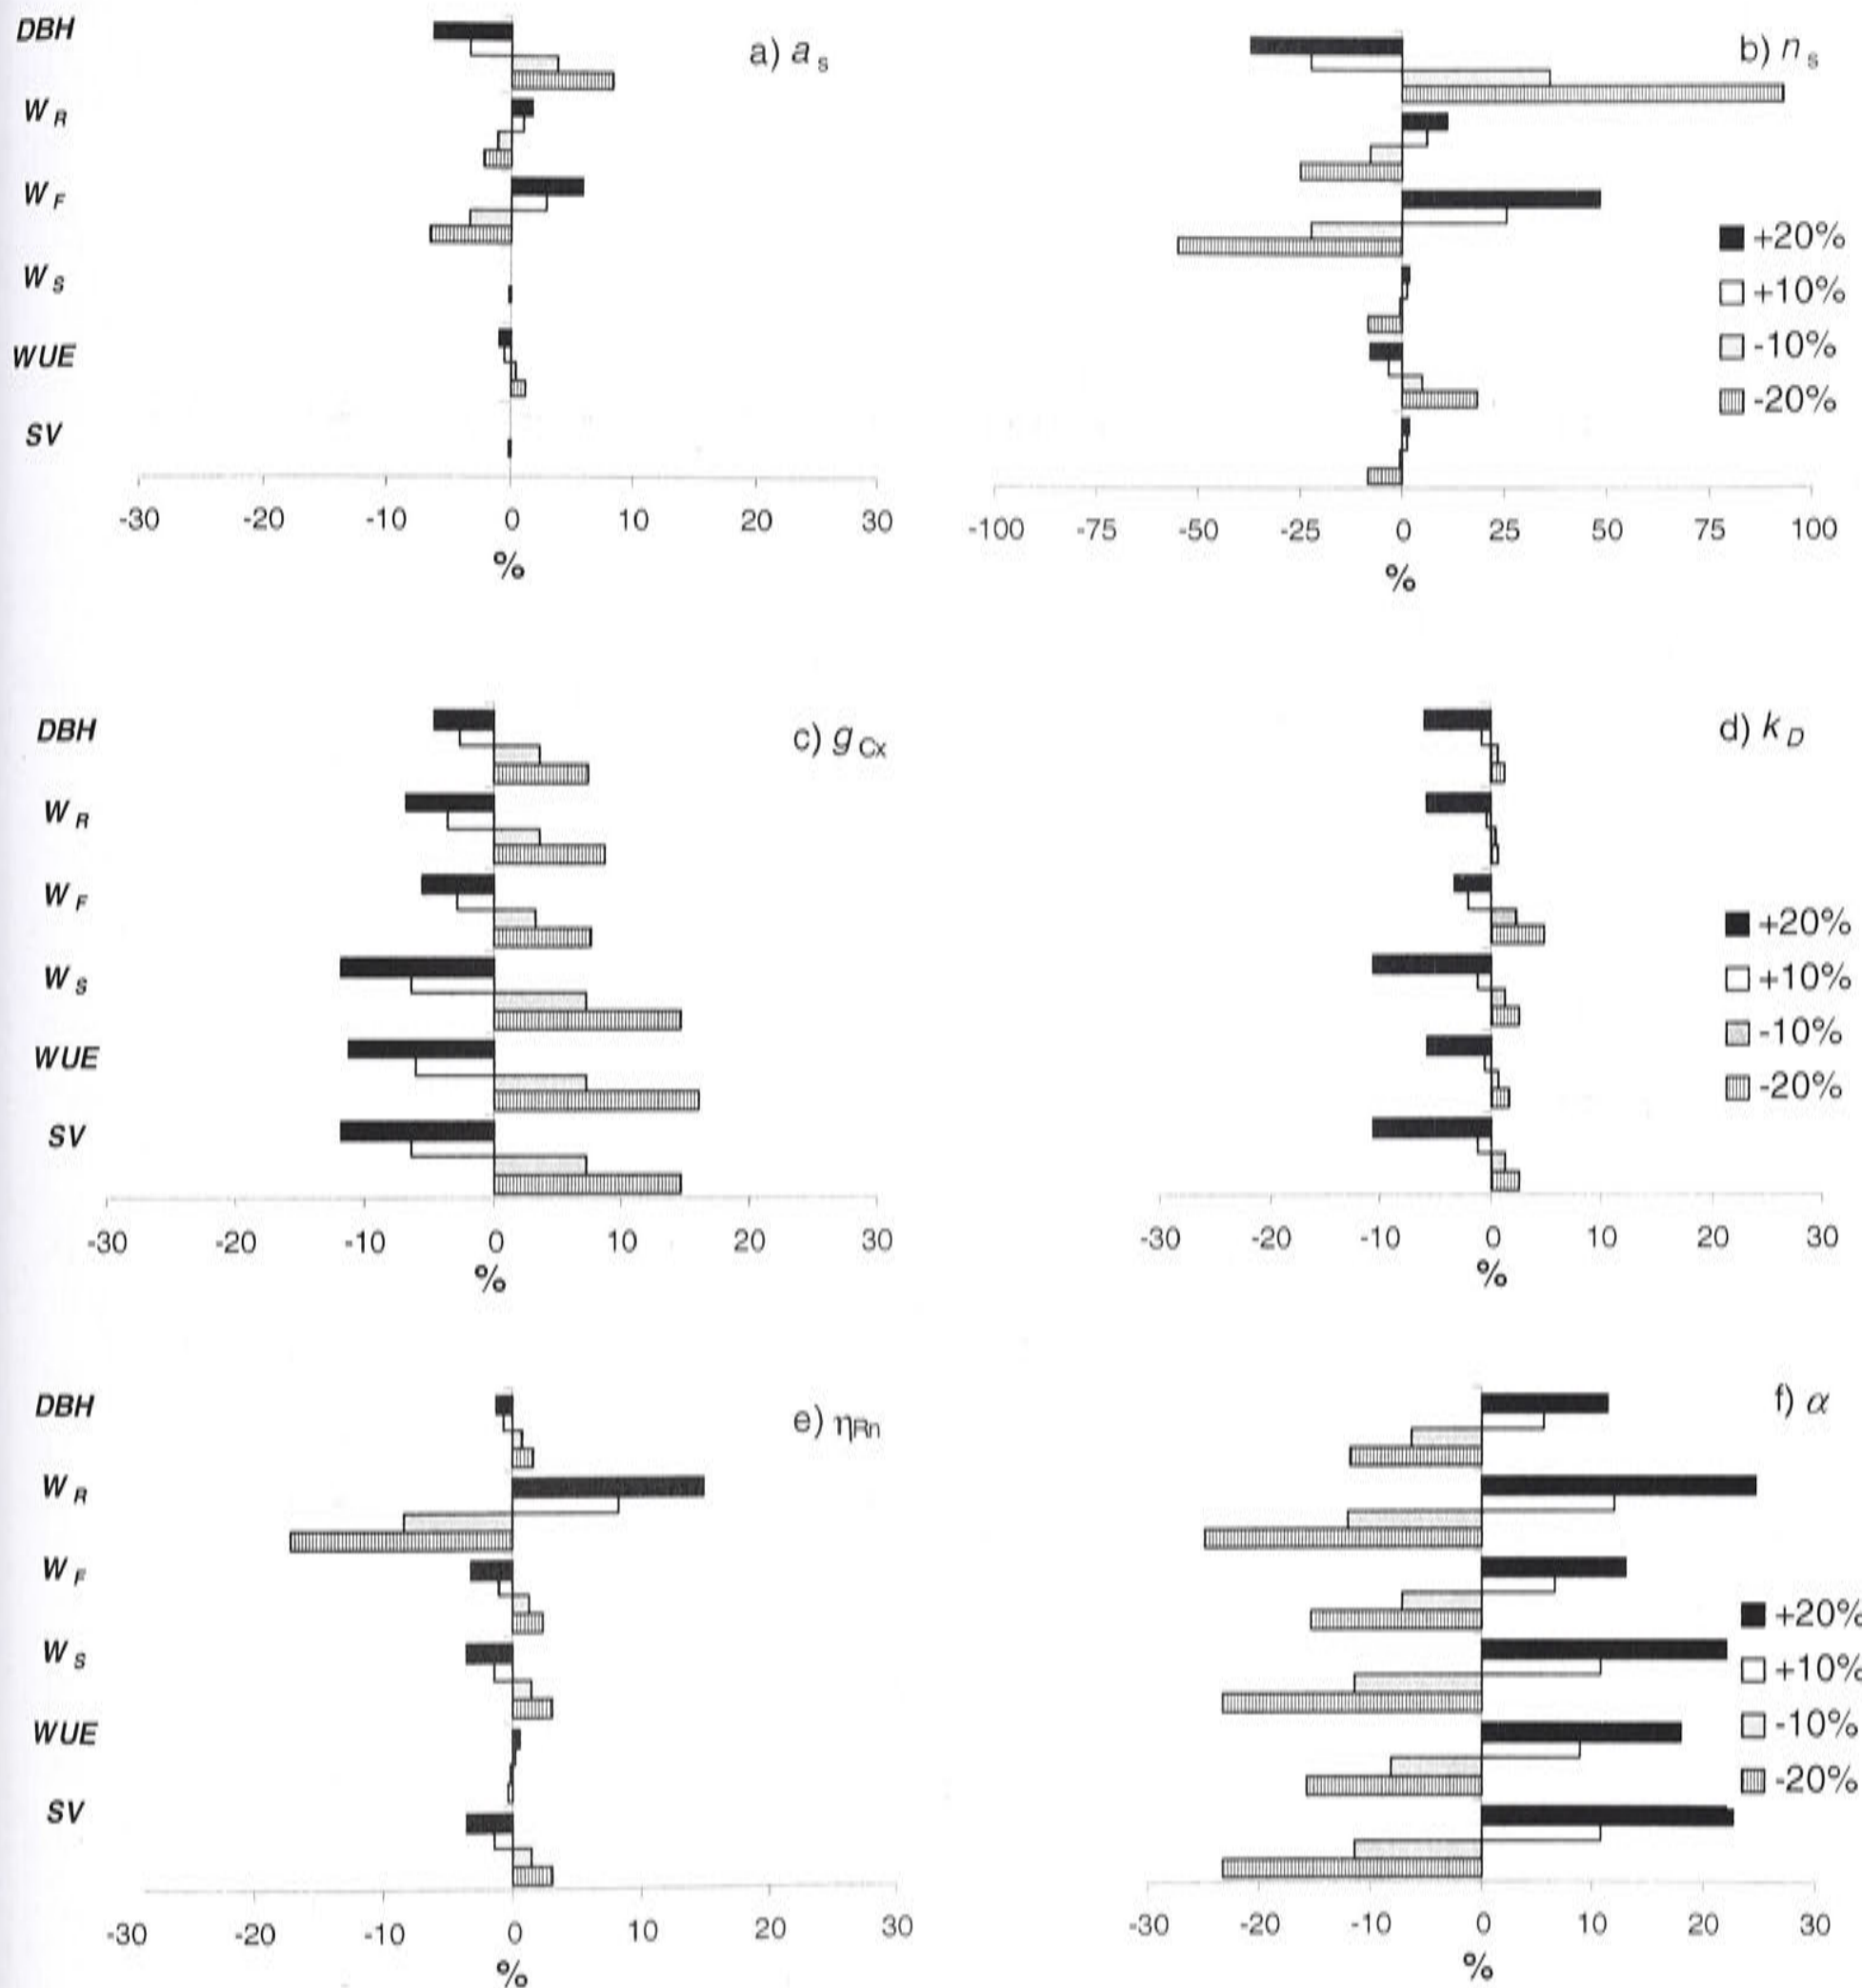 a) a s
DBH
W R
W F
W S
WUE
SV
-30 -20 -10 0 10 20 30
%
b) n s
+20%
+10%
-10%
-20%
-100 -75 -50 -25 0 25 50 75 100
%
c) g Cx
DBH
W R
W F
W S
WUE
SV
-30 -20 -10 0 10 20 30
%
d) k D
+20%
+10%
-10%
-20%
-30 -20 -10 0 10 20 30
%
e) ηRn
DBH
W R
W F
W S
WUE
SV
-30 -20 -10 0 10 20 30
%
f) α
+20%
+10%
-10%
-20%
-30 -20 -10 0 10 20 30
%